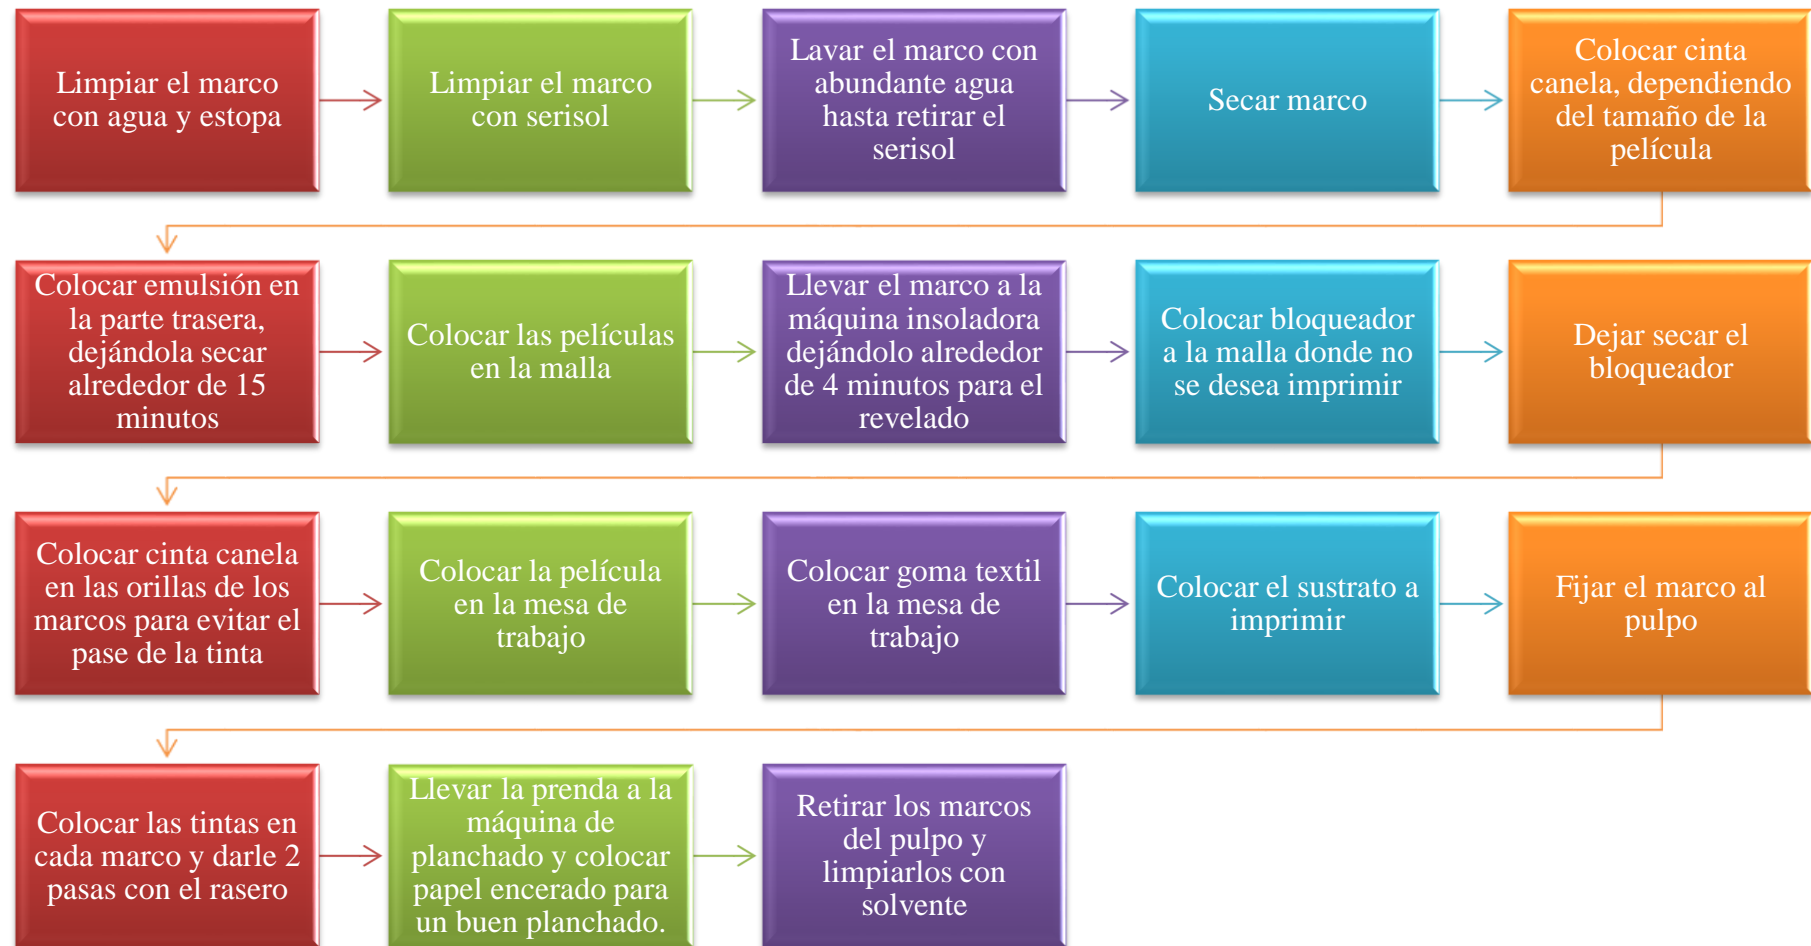 Limpiar el marco
con agua y estopa
Limpiar el marco
con serisol
Lavar el marco con
abundante agua
hasta retirar el
serisol
Secar marco
Colocar cinta
canela, dependiendo
del tamaño de la
película
Colocar emulsión en
la parte trasera,
dejándola secar
alrededor de 15
minutos
Colocar las películas
en la malla
Llevar el marco a la
máquina insoladora
dejándolo alrededor
de 4 minutos para el
revelado
Colocar bloqueador
a la malla donde no
se desea imprimir
Dejar secar el
bloqueador
Colocar cinta canela
en las orillas de los
marcos para evitar el
pase de la tinta
Colocar la película
en la mesa de
trabajo
Colocar goma textil
en la mesa de
trabajo
Colocar el sustrato a
imprimir
Fijar el marco al
pulpo
Colocar las tintas en
cada marco y darle 2
pasas con el rasero
Llevar la prenda a la
máquina de
planchado y colocar
papel encerado para
un buen planchado.
Retirar los marcos
del pulpo y
limpiarlos con
solvente